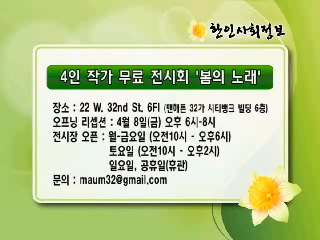 한인사회정보
4인 작가 무료 전시회 '봄의 노래'
장소 : 22 W. 32nd St. 6Fl (맨해튼 32가 시티뱅크 빌딩 6층)
오프닝 리셉션 : 4월 8일(금) 오후 6시-8시
전시장 오픈 : 월-금요일 (오전10시 - 오후6시)
토요일 (오전10시 - 오후2시)
일요일, 공휴일(휴관)
문의 : maum32@gmail.com